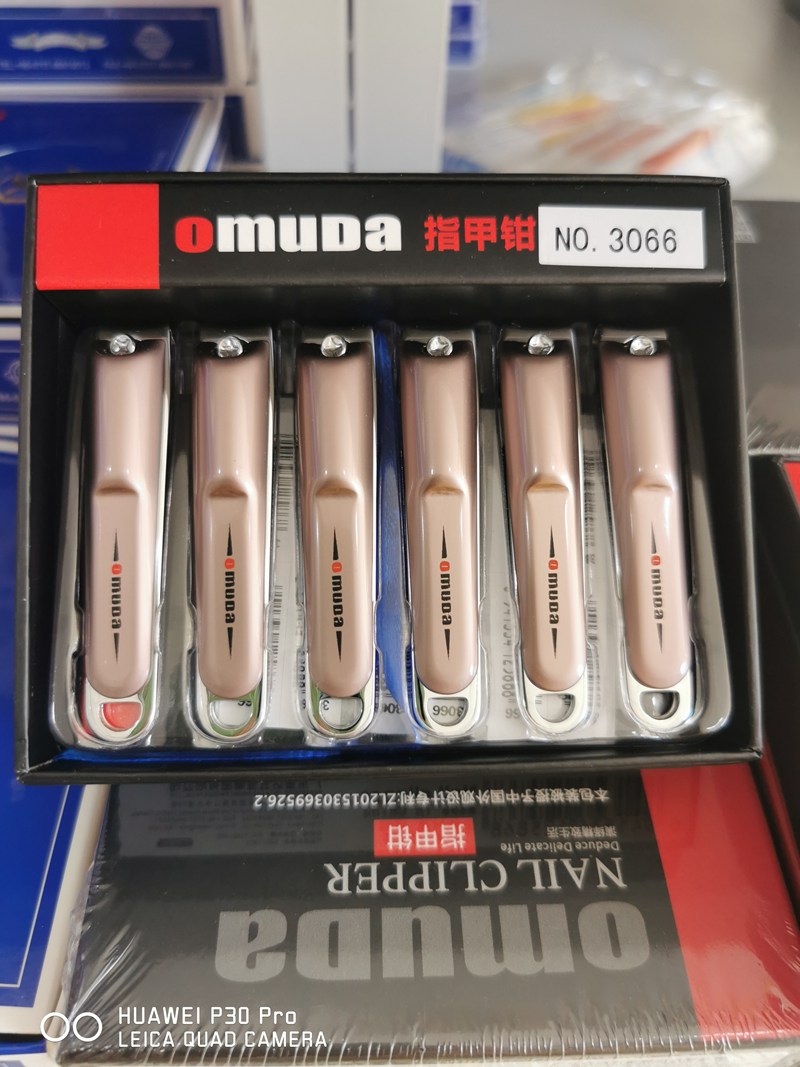 omuDa 指甲钳 NO. 3066
omuDa
omuDa
omuDa
omuDa
omuDa
omuDa
3066
本包装被授予中国外观设计专利:ZL201530369526.2
指甲钳
演绎精致生活
Deduce Delicate Life
NAIL CLIPPER
omuDa
HUAWEI P30 Pro
LEICA QUAD CAMERA